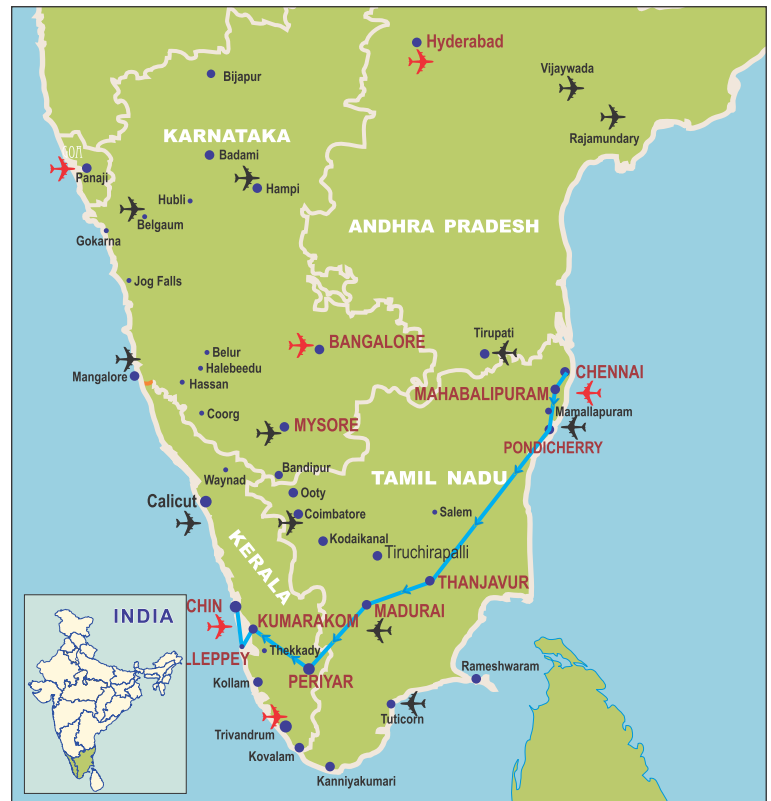 Hyderabad
Bijapur
Vijaywada
Rajamundary
KARNATAKA
GOA
Badami
Panaji
Hampi
Hubli
Belgaum
Gokarna
ANDHRA PRADESH
Jog Falls
Tirupati
BANGALORE
Belur
Halebeedu
Mangalore
Hassan
CHENNAI
MAHABALIPURAM
Mamallapuram
Coorg
MYSORE
PONDICHERRY
Bandipur
Waynad
TAMIL NADU
Ooty
Calicut
Coimbatore
Salem
Kodaikanal
Tiruchirapalli
KERALA
THANJAVUR
CHIN
MADURAI
INDIA
KUMARAKOM
Thekkady
LLEPPEY
Rameshwaram
PERIYAR
Kollam
Tuticorn
Trivandrum
Kovalam
Kanniyakumari